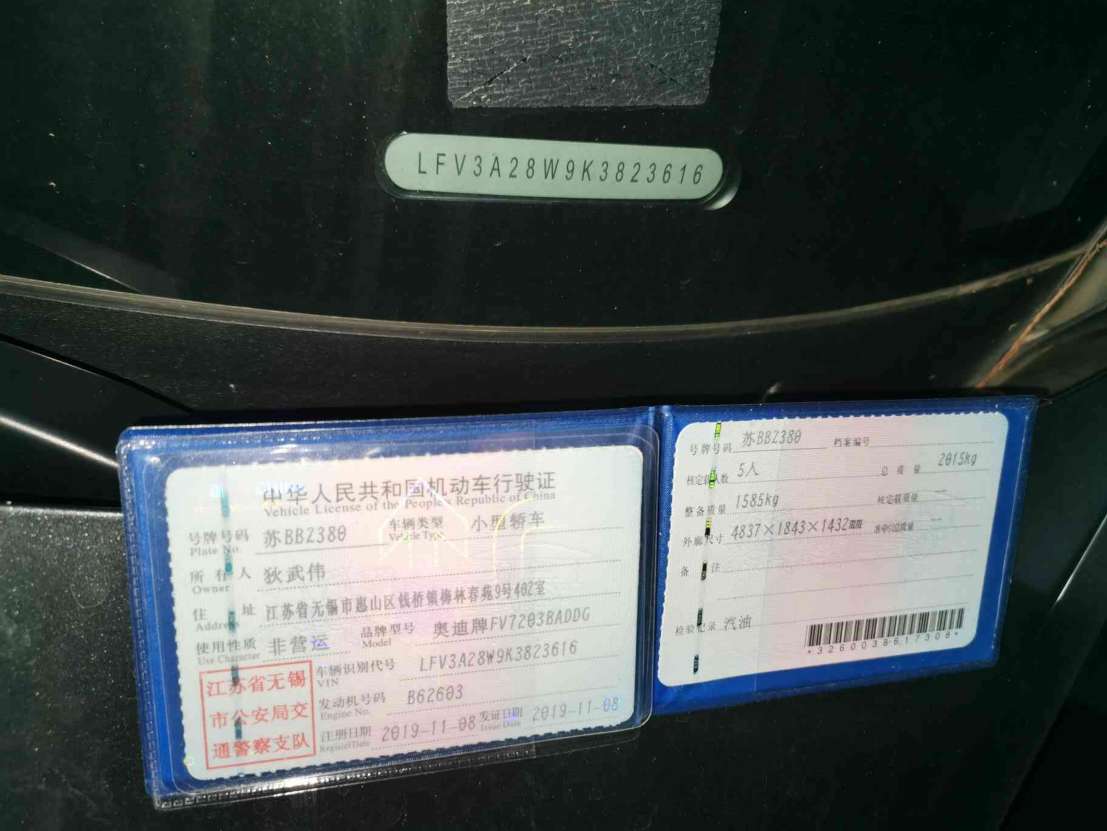 LFV3A28W9K3823616
中华人民共和国机动车行驶证
Vehicle License of the People's Republic of China
号牌号码 苏BBZ380 车辆类型 小型轿车
Plate No. Vehicle Type
所有人 狄武伟
Owner
住址 江苏省无锡市惠山区钱桥镇梅林春苑9号402室
Address
使用性质 非营运 品牌型号 奥迪牌FV7203BADDG
Use Character Model
江苏省无锡
市公安局交
通警察支队
车辆识别代号 LFV3A28W9K3823616
VIN
发动机号码 B62603
Engine No.
注册日期 2019-11-08 发证日期 2019-11-08
Register Date Issue Date
号牌号码 苏BBZ380 档案编号
核定载人数 5人 总质量 2015kg
整备质量 1585kg 核定载质量 --
外廓尺寸 4837×1843×1432mm 准牵引总质量 --
备注
检验记录 汽油
*3260038617308*